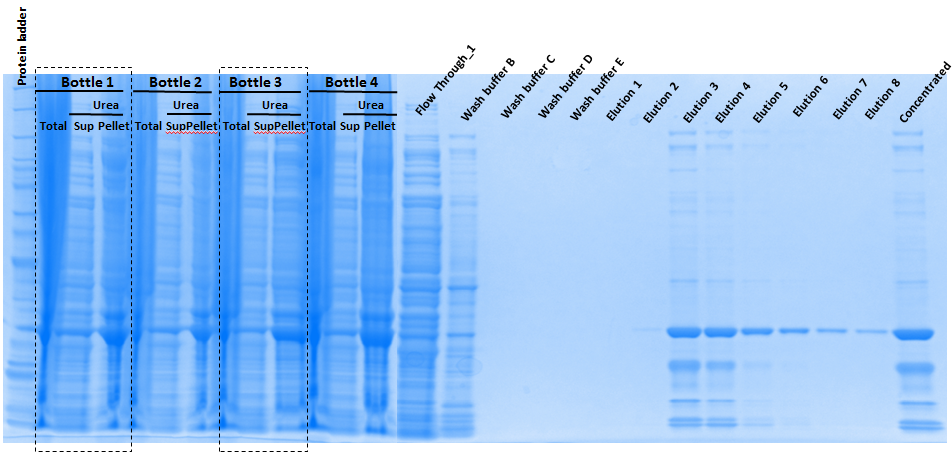 Protein ladder
Bottle 1
Bottle 2
Bottle 3
Bottle 4
Urea
Urea
Urea
Urea
Total Sup Pellet
Total SupPellet
Total SupPellet
Total Sup Pellet
Flow Through_1
Wash buffer B
Wash buffer C
Wash buffer D
Wash buffer E
Elution 1
Elution 2
Elution 3
Elution 4
Elution 5
Elution 6
Elution 7
Elution 8
Concentrated